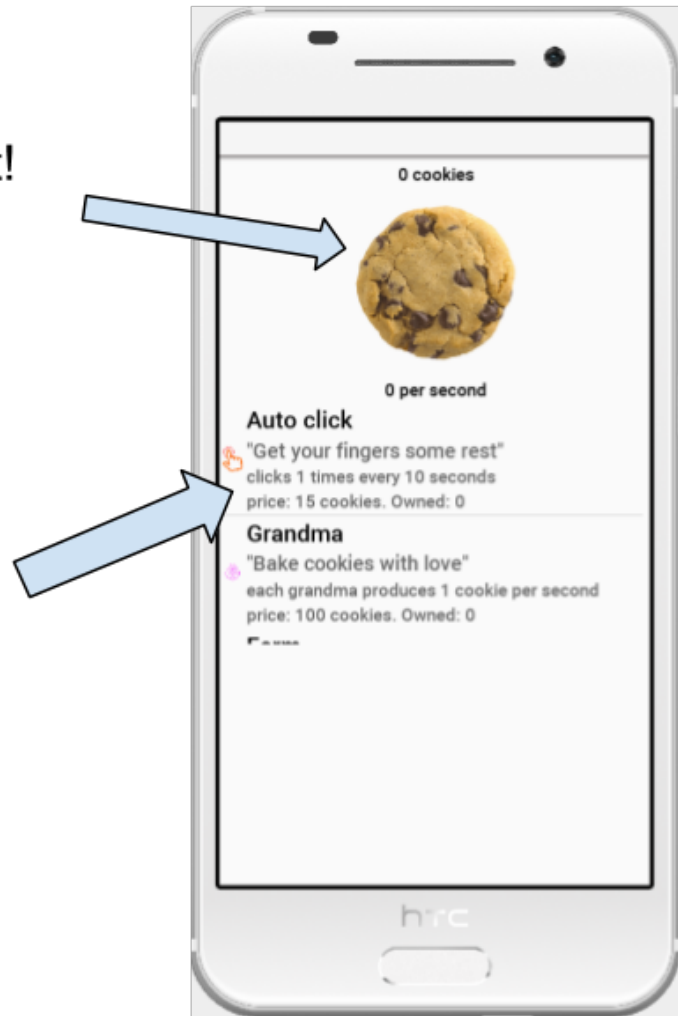 0 cookies
0 per second
Auto click
"Get your fingers some rest"
clicks 1 times every 10 seconds
price: 15 cookies. Owned: 0
Grandma
"Bake cookies with love"
each grandma produces 1 cookie per second
price: 100 cookies. Owned: 0
htc